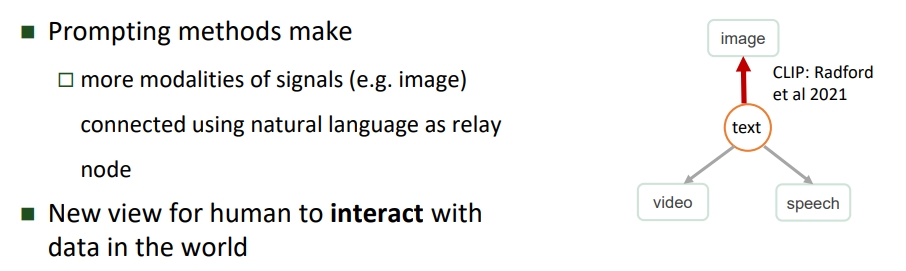 Prompting methods make
more modalities of signals (e.g. image)
connected using natural language as relay
node
New view for human to interact with
data in the world
image
CLIP: Radford
et al 2021
text
video
speech